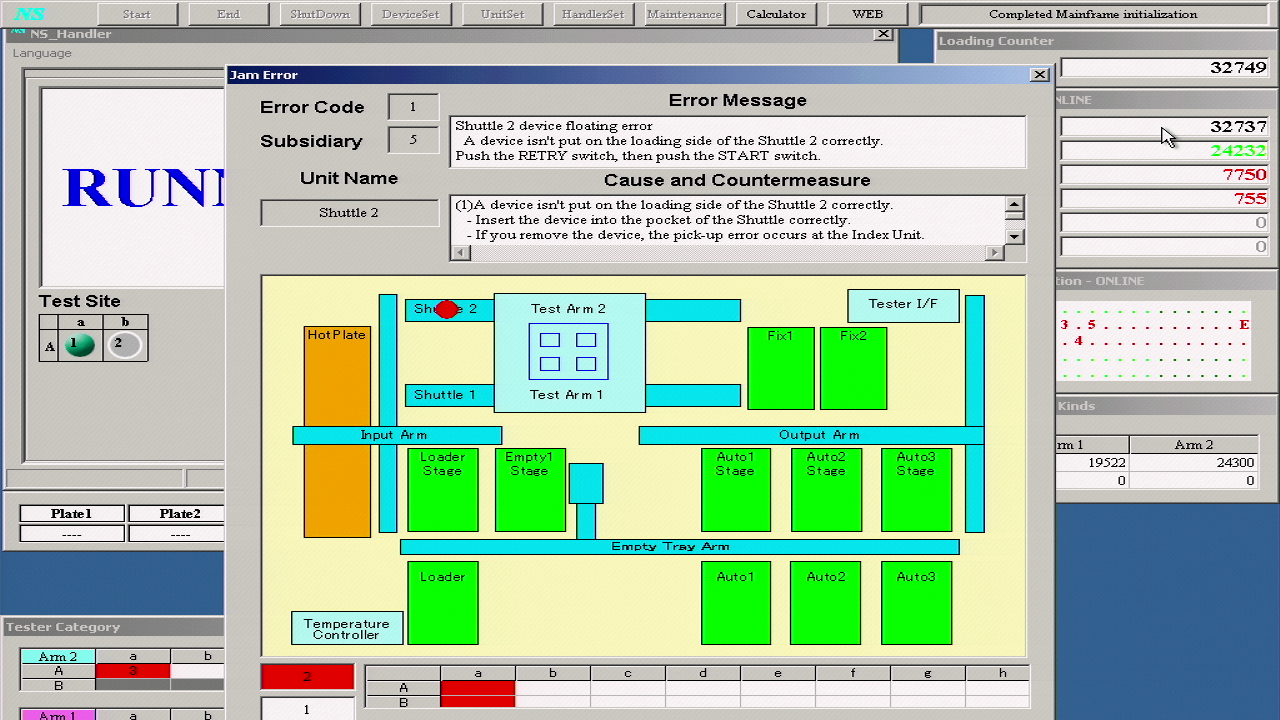 NS Start End ShutDown DeviceSet UnitSet HandlerSet Maintenance Calculator WEB Completed Mainframe initialization
NS NS_Handler
Language
Loading Counter
32749
NLINE
32737
24232
7750
755
0
0
tion - ONLINE
3 . 5 . . . . . . . E
. 4 . . . . . . . .
Kinds
rm 1 Arm 2
19522 24300
0 0
RUNN
Test Site
a b
A 1 2
Plate1 Plate2
---- ----
Tester Category
Arm 2 a b
A 3
B
Arm 1 a b
Jam Error
Error Code 1
Subsidiary 5
Unit Name
Shuttle 2
Error Message
Shuttle 2 device floating error
A device isn't put on the loading side of the Shuttle 2 correctly.
Push the RETRY switch, then push the START switch.
Cause and Countermeasure
(1)A device isn't put on the loading side of the Shuttle 2 correctly.
- Insert the device into the pocket of the Shuttle correctly.
- If you remove the device, the pick-up error occurs at the Index Unit.
Shuttle 2
Test Arm 2
Tester I/F
HotPlate
Fix1 Fix2
Shuttle 1
Test Arm 1
Input Arm
Output Arm
Loader Stage
Empty1 Stage
Auto1 Stage
Auto2 Stage
Auto3 Stage
Empty Tray Arm
Loader
Auto1 Auto2 Auto3
Temperature Controller
2
1
a b c d e f g h
A
B